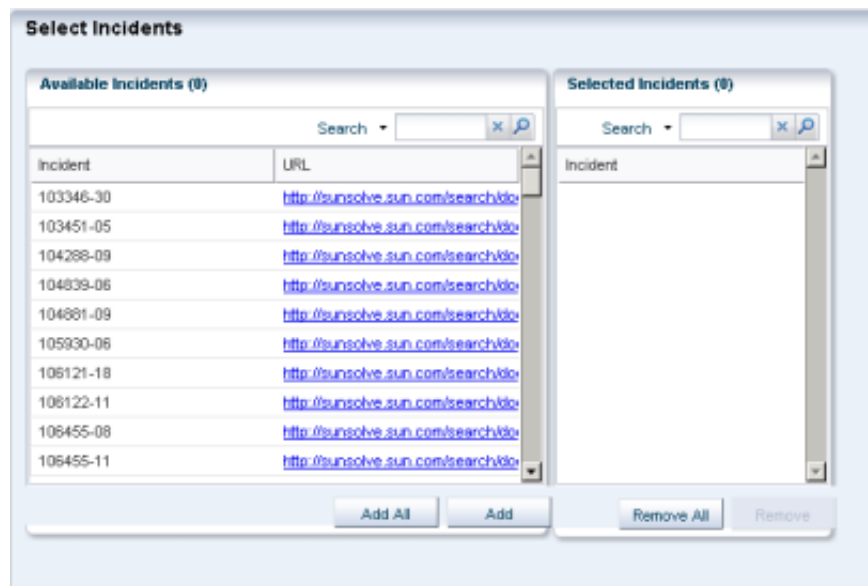 Select Incidents
Available Incidents (0)
Search
Incident URL
103346-30 http://sunsolve.sun.com/search/do
103451-05 http://sunsolve.sun.com/search/do
104288-09 http://sunsolve.sun.com/search/do
104839-06 http://sunsolve.sun.com/search/do
104881-09 http://sunsolve.sun.com/search/do
105930-06 http://sunsolve.sun.com/search/do
106121-18 http://sunsolve.sun.com/search/do
106122-11 http://sunsolve.sun.com/search/do
106455-08 http://sunsolve.sun.com/search/do
106455-11 http://sunsolve.sun.com/search/do
Add All Add
Selected Incidents (0)
Search
Incident
Remove All Remove